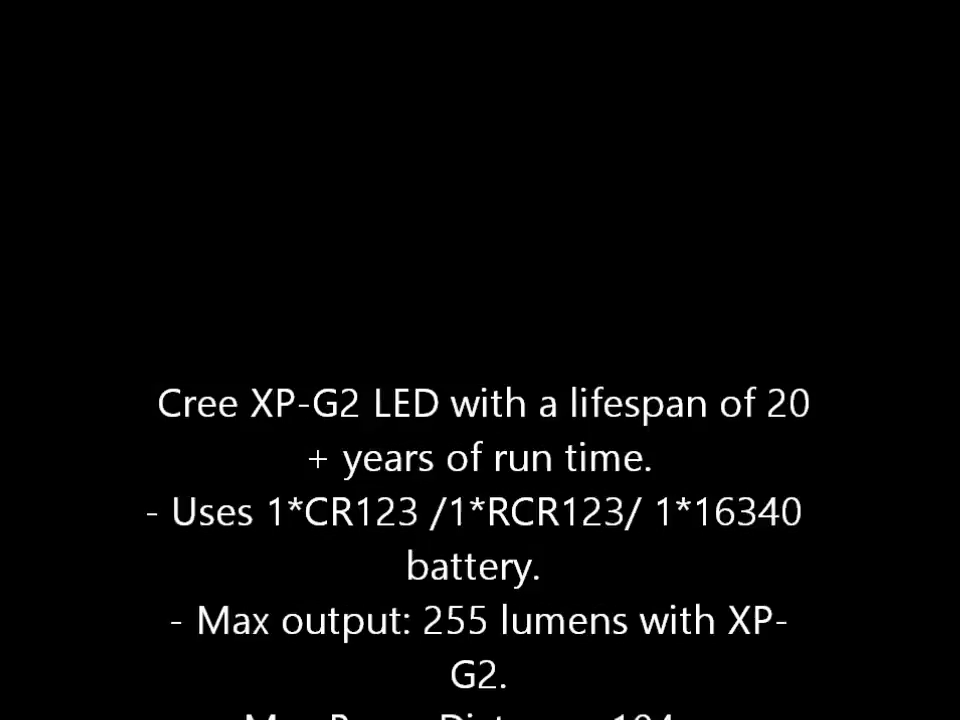 Cree XP-G2 LED with a lifespan of 20
+ years of run time.
- Uses 1*CR123 /1*RCR123/ 1*16340
battery.
- Max output: 255 lumens with XP-
G2.